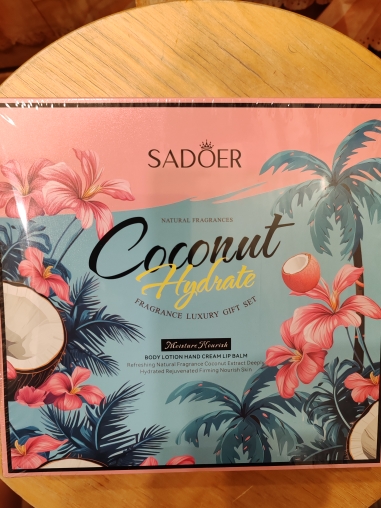 SADOER
NATURAL FRAGRANCES
Coconut
Hydrate
FRAGRANCE LUXURY GIFT SET
Moisture Nourish
BODY LOTION HAND CREAM LIP BALM
Refreshing Natural Fragrance Coconut Extract Deeply
Hydrated Rejuvenated Firming Nourish Skin